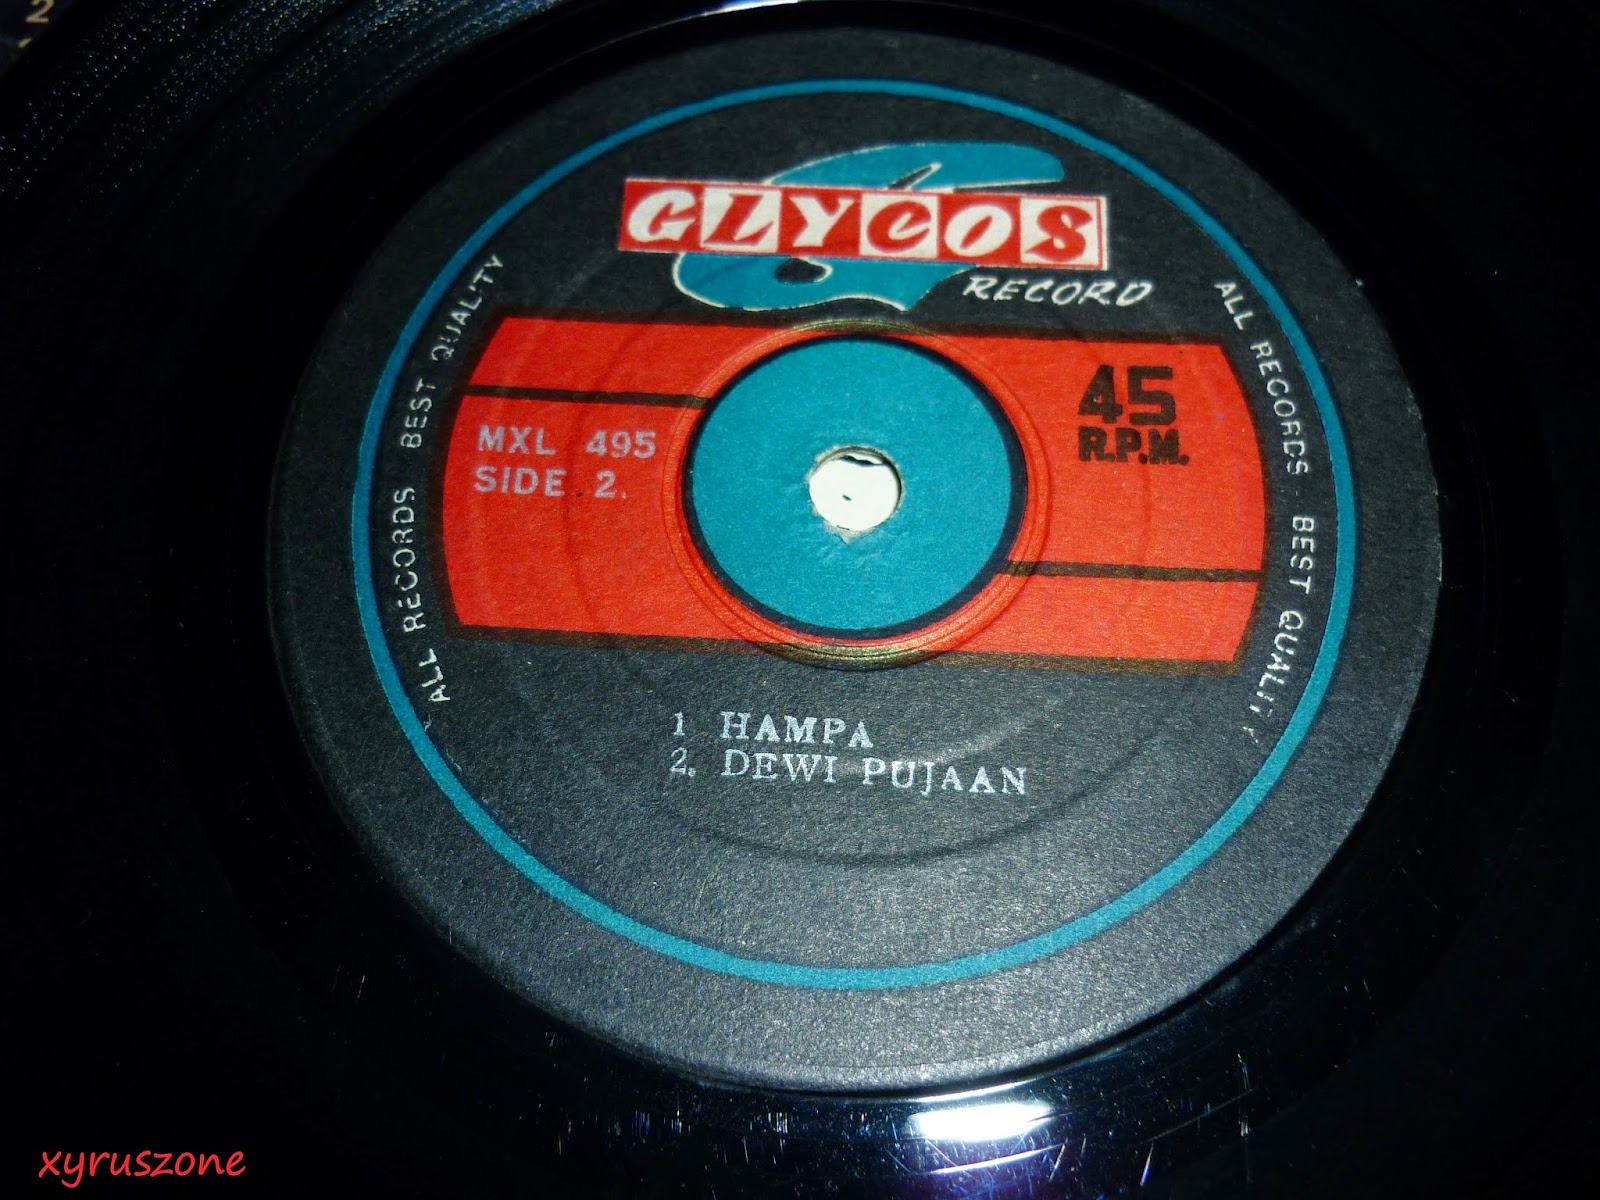 2
GLYCOS
RECORD
45
R.P.M.
MXL 495
SIDE 2.
ALL RECORDS BEST QUALITY
ALL RECORDS · BEST QUALITY
1 HAMPA
2. DEWI PUJAAN
xyruszone